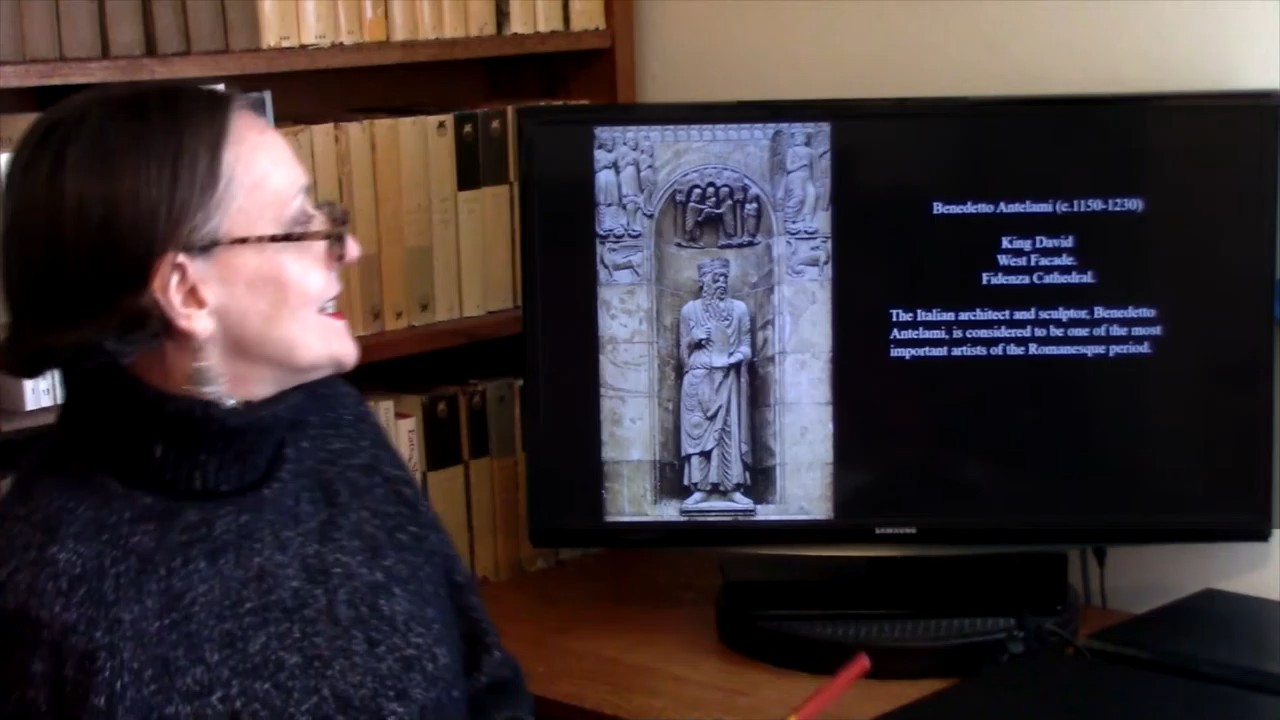 Benedetto Antelami (c.1150-1230)
King David
West Facade.
Fidenza Cathedral.
The Italian architect and sculptor, Benedetto
Antelami, is considered to be one of the most
important artists of the Romanesque period.
SAMSUNG